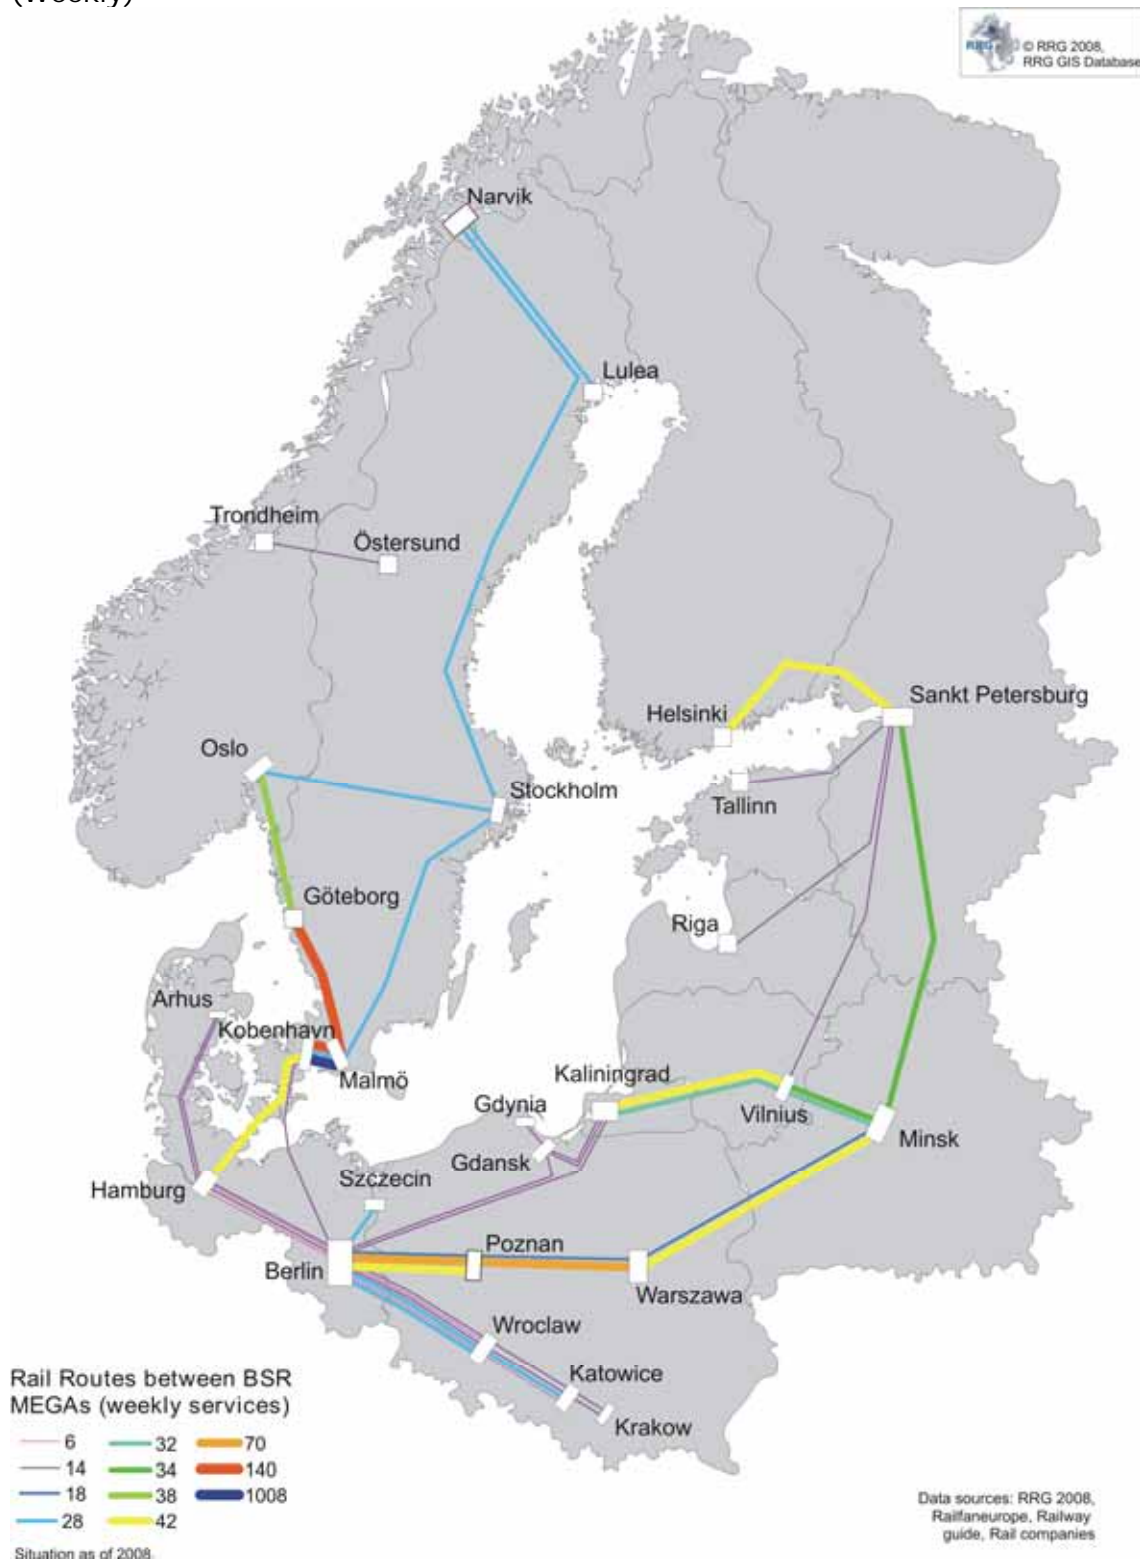 (Weekly)
RRG
© RRG 2008,
RRG GIS Database
Narvik
Lulea
Trondheim
Östersund
Sankt Petersburg
Helsinki
Oslo
Stockholm
Tallinn
Göteborg
Riga
Arhus
Kobenhavn
Malmö
Kaliningrad
Gdynia
Vilnius
Minsk
Gdansk
Szczecin
Hamburg
Poznan
Berlin
Warszawa
Wroclaw
Katowice
Krakow
Rail Routes between BSR
MEGAs (weekly services)
6 32 70
14 34 140
18 38 1008
28 42
Situation as of 2008.
Data sources: RRG 2008,
Railfaneurope, Railway
guide, Rail companies